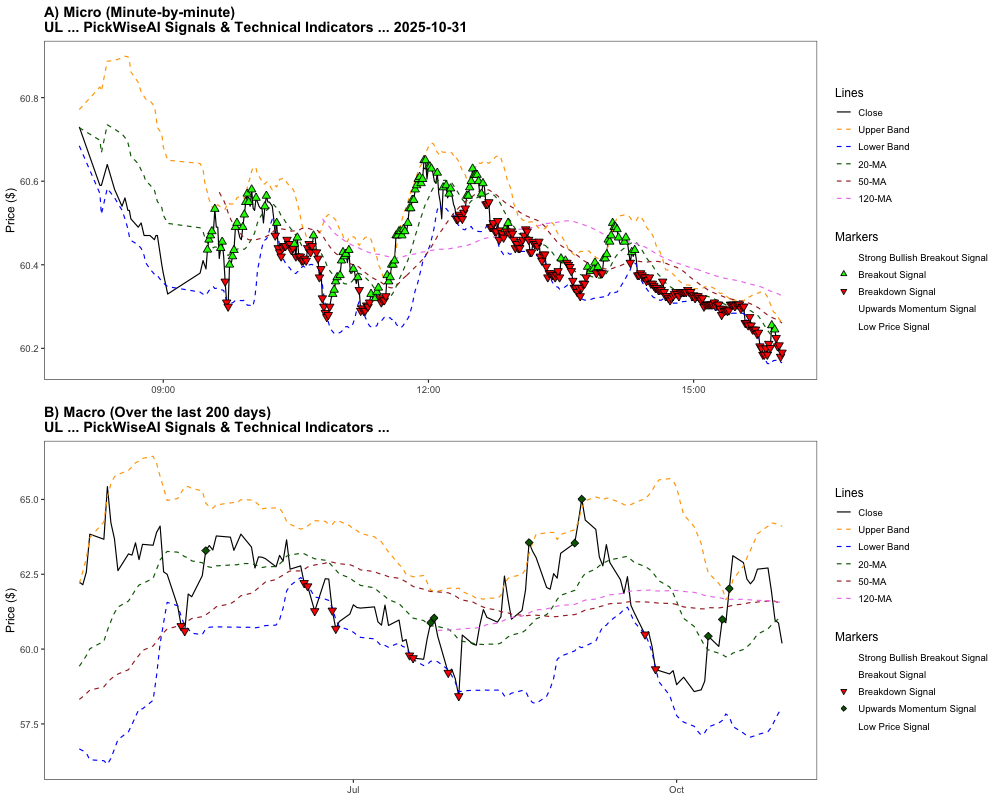 A) Micro (Minute-by-minute)
UL ... PickWiseAI Signals & Technical Indicators ... 2025-10-31
Price ($)
60.8
60.6
60.4
60.2
09:00
12:00
15:00
Lines
Close
Upper Band
Lower Band
20-MA
50-MA
120-MA
Markers
Strong Bullish Breakout Signal
Breakout Signal
Breakdown Signal
Upwards Momentum Signal
Low Price Signal
B) Macro (Over the last 200 days)
UL ... PickWiseAI Signals & Technical Indicators ...
Price ($)
65.0
62.5
60.0
57.5
Jul
Oct
Lines
Close
Upper Band
Lower Band
20-MA
50-MA
120-MA
Markers
Strong Bullish Breakout Signal
Breakout Signal
Breakdown Signal
Upwards Momentum Signal
Low Price Signal